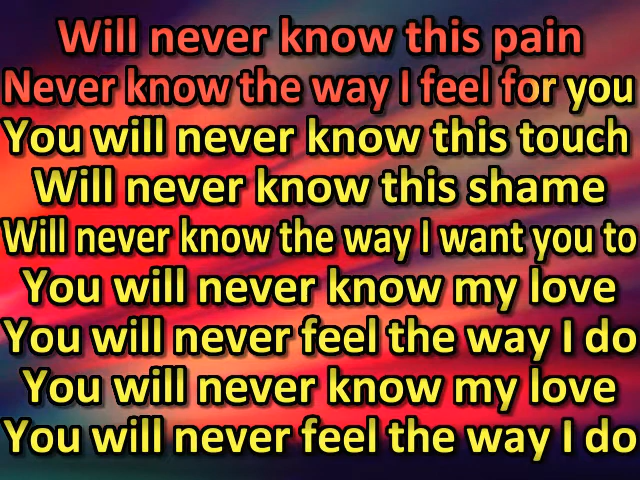 Will never know this pain
Never know the way I feel for you
You will never know this touch
Will never know this shame
Will never know the way I want you to
You will never know my love
You will never feel the way I do
You will never know my love
You will never feel the way I do